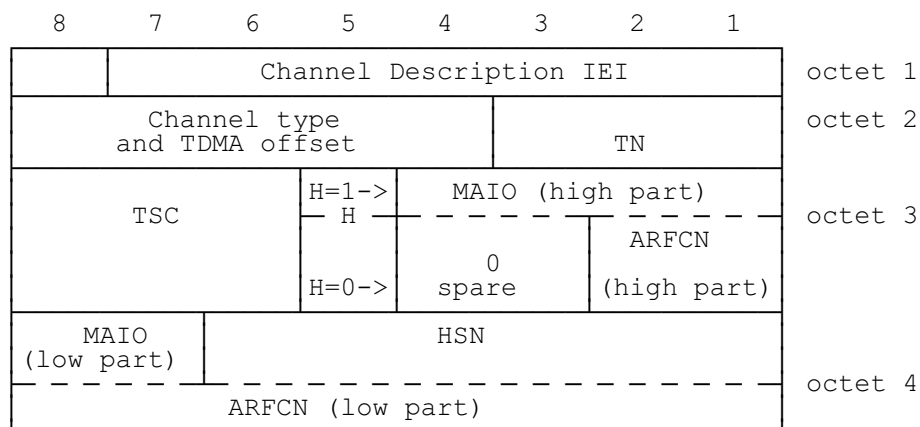 8 7 6 5 4 3 2 1
Channel Description IEI octet 1
Channel type octet 2
and TDMA offset TN
H=1-> MAIO (high part)
TSC H octet 3
ARFCN
0
H=0-> spare (high part)
MAIO HSN
(low part)
octet 4
ARFCN (low part)